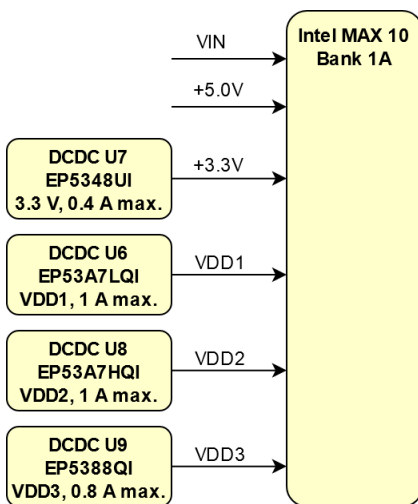 VIN
Intel MAX 10
Bank 1A
+5.0V
DCDC U7
EP5348UI
3.3 V, 0.4 A max.
+3.3V
DCDC U6
EP53A7LQI
VDD1, 1 A max.
VDD1
DCDC U8
EP53A7HQI
VDD2, 1 A max.
VDD2
DCDC U9
EP5388QI
VDD3, 0.8 A max.
VDD3